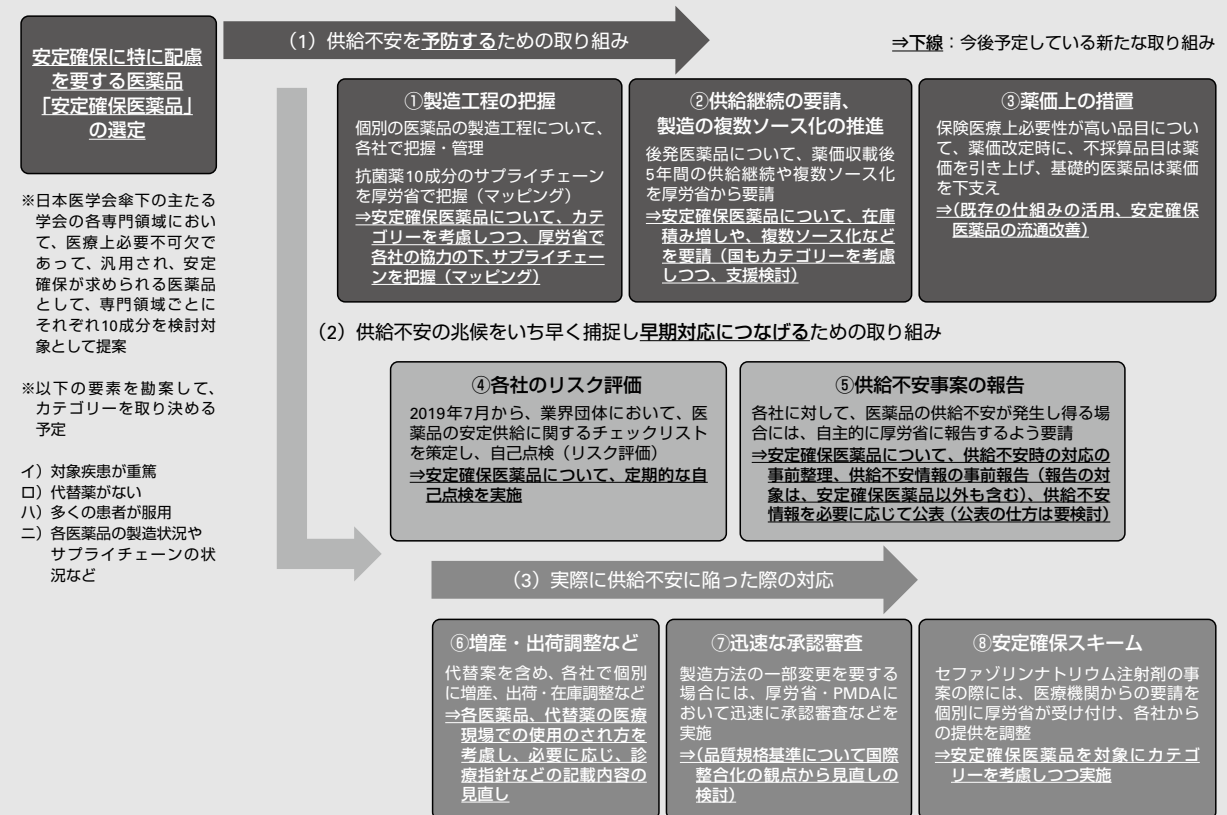 安定確保に特に配慮
を要する医薬品
「安定確保医薬品」
の選定
※日本医学会傘下の主たる
学会の各専門領域におい
て、医療上必要不可欠で
あって、汎用され、安定
確保が求められる医薬品
として、専門領域ごとに
それぞれ10成分を検討対
象として提案
※以下の要素を勘案して、
カテゴリーを取り決める
予定
イ）対象疾患が重篤
ロ）代替薬がない
ハ）多くの患者が服用
ニ）各医薬品の製造状況や
サプライチェーンの状
況など
（1）供給不安を予防するための取り組み
⇒下線：今後予定している新たな取り組み
①製造工程の把握
個別の医薬品の製造工程について、
各社で把握・管理
抗菌薬10成分のサプライチェーン
を厚労省で把握（マッピング）
⇒安定確保医薬品について、カテ
ゴリーを考慮しつつ、厚労省で
各社の協力の下、サプライチェー
ンを把握（マッピング）
②供給継続の要請、
製造の複数ソース化の推進
後発医薬品について、薬価収載後
5年間の供給継続や複数ソース化
を厚労省から要請
⇒安定確保医薬品について、在庫
積み増しや、複数ソース化など
を要請（国もカテゴリーを考慮
しつつ、支援検討）
③薬価上の措置
保険医療上必要性が高い品目につい
て、薬価改定時に、不採算品目は薬
価を引き上げ、基礎的医薬品は薬価
を下支え
⇒（既存の仕組みの活用、安定確保
医薬品の流通改善）
（2）供給不安の兆候をいち早く捕捉し早期対応につなげるための取り組み
④各社のリスク評価
2019年7月から、業界団体において、医
薬品の安定供給に関するチェックリスト
を策定し、自己点検（リスク評価）
⇒安定確保医薬品について、定期的な自
己点検を実施
⑤供給不安事案の報告
各社に対して、医薬品の供給不安が発生し得る場
合には、自主的に厚労省に報告するよう要請
⇒安定確保医薬品について、供給不安時の対応の
事前整理、供給不安情報の事前報告（報告の対
象は、安定確保医薬品以外も含む）、供給不安
情報を必要に応じて公表（公表の仕方は要検討）
（3）実際に供給不安に陥った際の対応
⑥増産・出荷調整など
代替案を含め、各社で個別
に増産、出荷・在庫調整など
⇒各医薬品、代替薬の医療
現場での使用のされ方を
考慮し、必要に応じ、診
療指針などの記載内容の
見直し
⑦迅速な承認審査
製造方法の一部変更を要する
場合には、厚労省・PMDAに
おいて迅速に承認審査などを
実施
⇒（品質規格基準について国際
整合化の観点から見直しの
検討）
⑧安定確保スキーム
セファゾリンナトリウム注射剤の事
案の際には、医療機関からの要請を
個別に厚労省が受け付け、各社から
の提供を調整
⇒安定確保医薬品を対象にカテゴ
リーを考慮しつつ実施